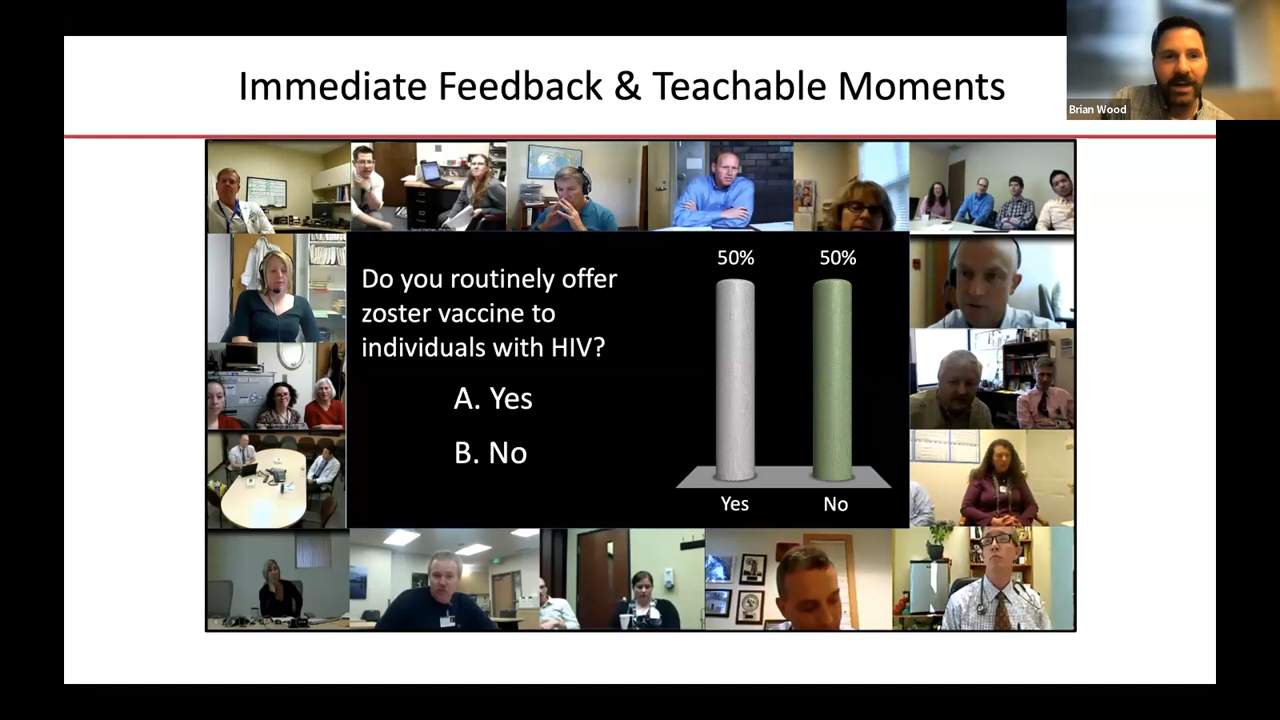 Immediate Feedback & Teachable Moments
Brian Wood
Do you routinely offer
zoster vaccine to
individuals with HIV?
A. Yes
B. No
50%
50%
Yes
No